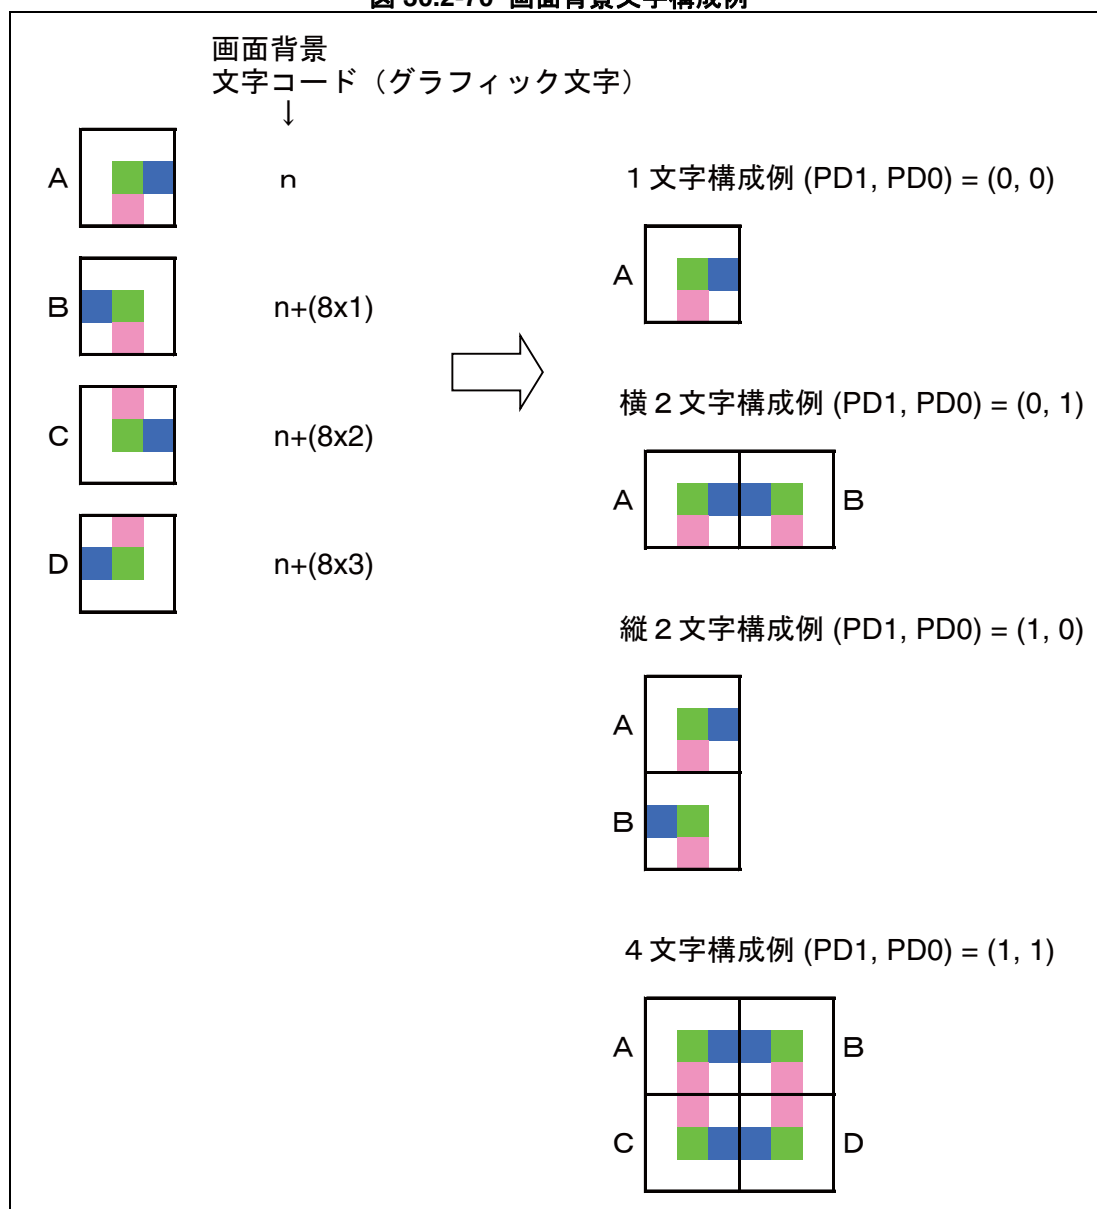 画面背景
文字コード（グラフィック文字）
↓
A
n
B
n+(8x1)
C
n+(8x2)
D
n+(8x3)
1文字構成例 (PD1, PD0) = (0, 0)
A
横２文字構成例 (PD1, PD0) = (0, 1)
A B
縦２文字構成例 (PD1, PD0) = (1, 0)
A
B
４文字構成例 (PD1, PD0) = (1, 1)
A B
C D